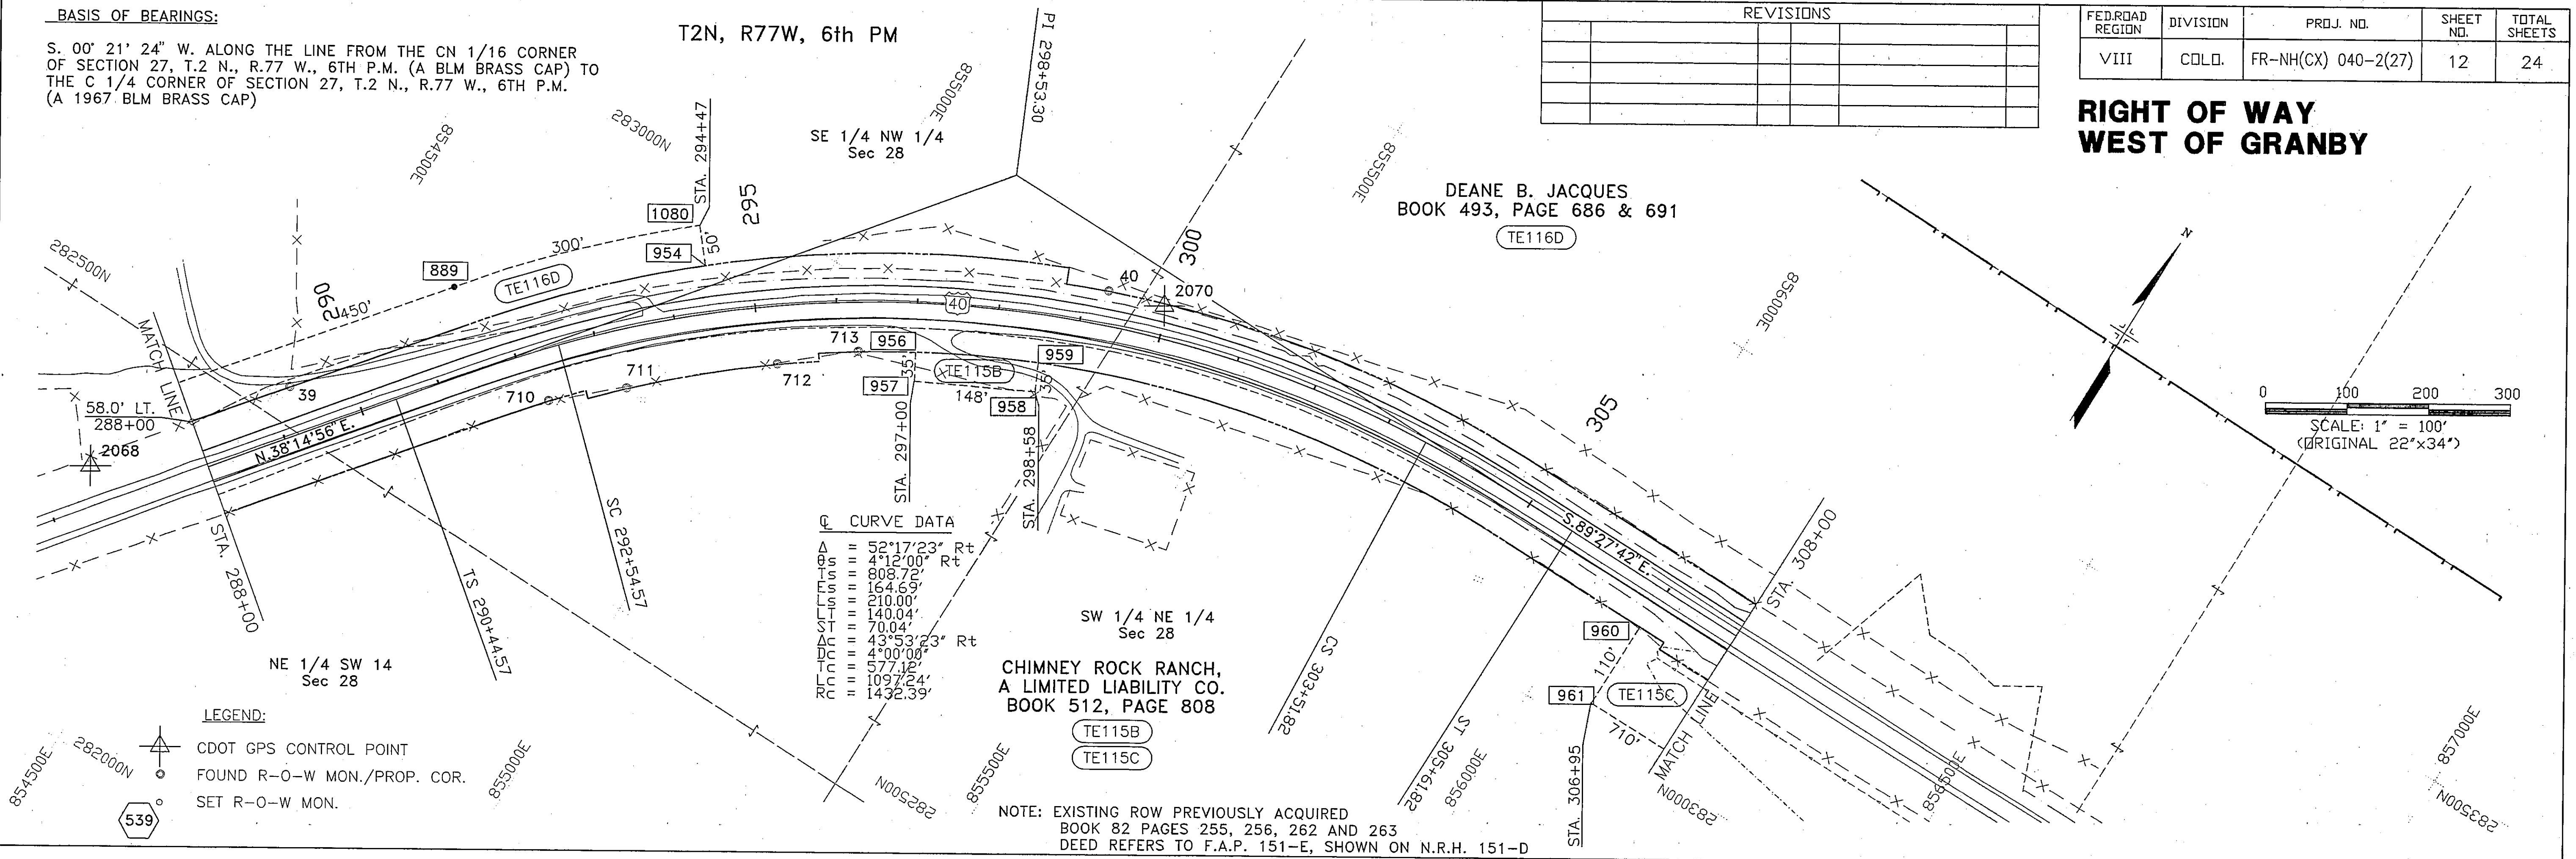 BASIS OF BEARINGS:
S. 00° 21' 24" W. ALONG THE LINE FROM THE CN 1/16 CORNER
OF SECTION 27, T.2 N., R.77 W., 6TH P.M. (A BLM BRASS CAP) TO
THE C 1/4 CORNER OF SECTION 27, T.2 N., R.77 W., 6TH P.M.
(A 1967 BLM BRASS CAP)
T2N, R77W, 6th PM
REVISIONS
FED.ROAD REGION
DIVISION
PROJ. NO.
SHEET NO.
TOTAL SHEETS
VIII
COLO.
FR-NH(CX) 040-2(27)
12
24
RIGHT OF WAY
WEST OF GRANBY
PI 298+53.30
855000E
854500E
283000N
STA. 294+47
SE 1/4 NW 1/4
Sec 28
855500E
DEANE B. JACQUES
BOOK 493, PAGE 686 & 691
TE116D
295
1080
50'
954
300'
889
TE116D
282500N
290
450'
300
40
2070
40
856000E
N
MATCH LINE
39
58.0' LT.
288+00
2068
N.38°14'56"E.
710
711
712
713
956
35'
957
TE115B
148'
959
35'
958
305
0 100 200 300
SCALE: 1" = 100'
(ORIGINAL 22"x34")
STA. 297+00
STA. 298+58
STA. 288+00
TS 290+44.57
SC 292+54.57
℄ CURVE DATA
Δ = 52°17'23" Rt
θs = 4°12'00" Rt
Ts = 808.72'
Es = 164.69'
Ls = 210.00'
LT = 140.04'
ST = 70.04'
Δc = 43°53'23" Rt
Dc = 4°00'00"
Tc = 577.12'
Lc = 1097.24'
Rc = 1432.39'
S.89°27'42"E.
STA. 308+00
SW 1/4 NE 1/4
Sec 28
CHIMNEY ROCK RANCH,
A LIMITED LIABILITY CO.
BOOK 512, PAGE 808
TE115B
TE115C
CS 303+51.82
ST 305+61.82
960
110'
961
TE115C
710'
MATCH LINE
STA. 306+95
NE 1/4 SW 14
Sec 28
LEGEND:
CDOT GPS CONTROL POINT
FOUND R-O-W MON./PROP. COR.
SET R-O-W MON.
539
854500E
282000N
855000E
282500N
855500E
856000E
283000N
856500E
857000E
283500N
NOTE: EXISTING ROW PREVIOUSLY ACQUIRED
BOOK 82 PAGES 255, 256, 262 AND 263
DEED REFERS TO F.A.P. 151-E, SHOWN ON N.R.H. 151-D